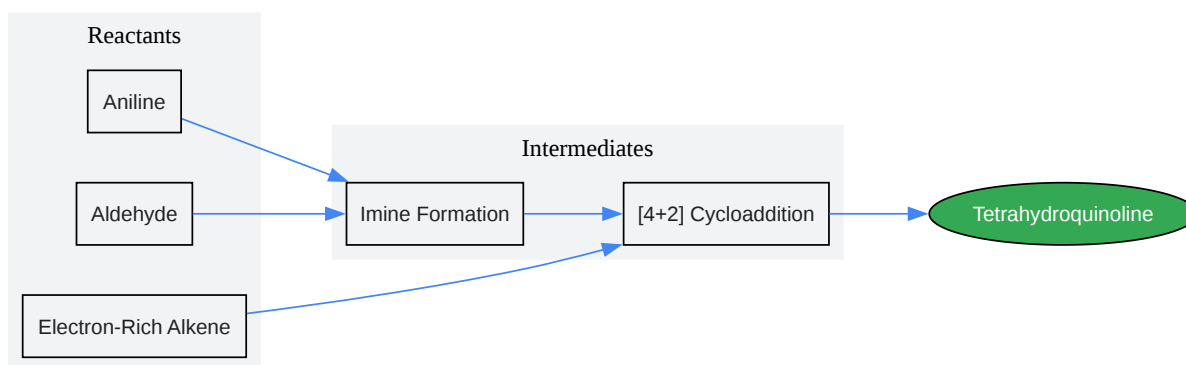 Reactants
Aniline
Intermediates
Aldehyde
Imine Formation
[4+2] Cycloaddition
Tetrahydroquinoline
Electron-Rich Alkene